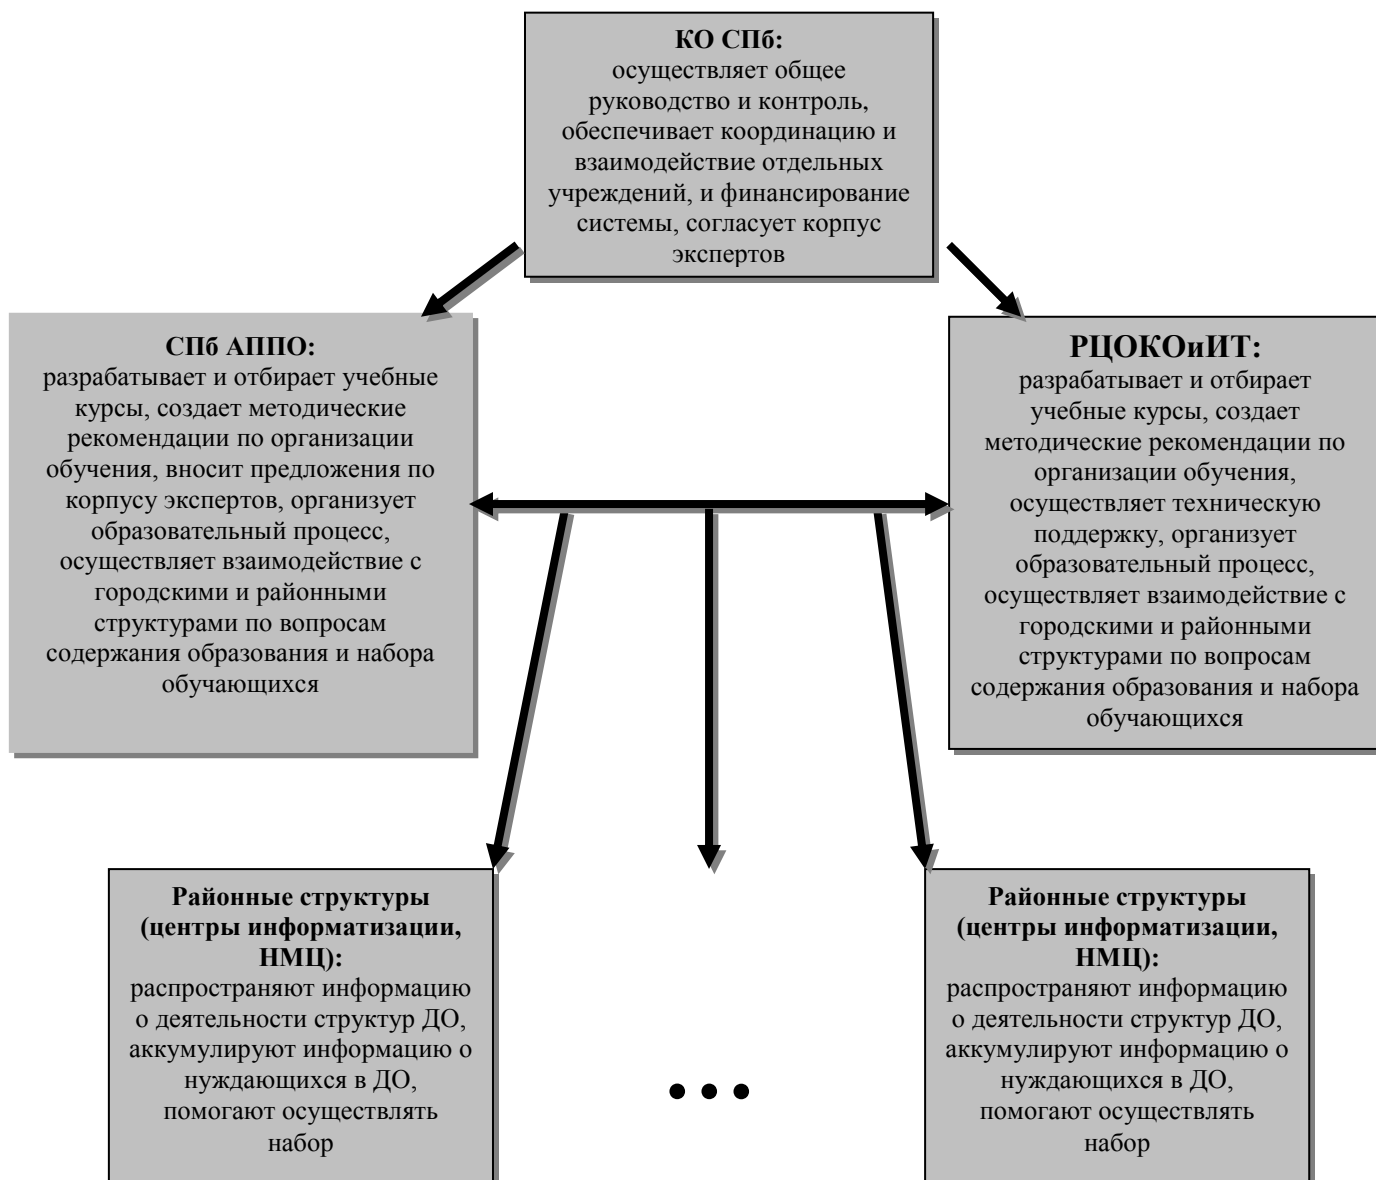 КО СПб:
осуществляет общее
руководство и контроль,
обеспечивает координацию и
взаимодействие отдельных
учреждений, и финансирование
системы, согласует корпус
экспертов
СПб АППО:
разрабатывает и отбирает учебные
курсы, создает методические
рекомендации по организации
обучения, вносит предложения по
корпусу экспертов, организует
образовательный процесс,
осуществляет взаимодействие с
городскими и районными
структурами по вопросам
содержания образования и набора
обучающихся
РЦОКОиИТ:
разрабатывает и отбирает
учебные курсы, создает
методические рекомендации по
организации обучения,
осуществляет техническую
поддержку, организует
образовательный процесс,
осуществляет взаимодействие с
городскими и районными
структурами по вопросам
содержания образования и набора
обучающихся
Районные структуры
(центры информатизации,
НМЦ):
распространяют информацию
о деятельности структур ДО,
аккумулируют информацию о
нуждающихся в ДО,
помогают осуществлять
набор
...
Районные структуры
(центры информатизации,
НМЦ):
распространяют информацию
о деятельности структур ДО,
аккумулируют информацию о
нуждающихся в ДО,
помогают осуществлять
набор